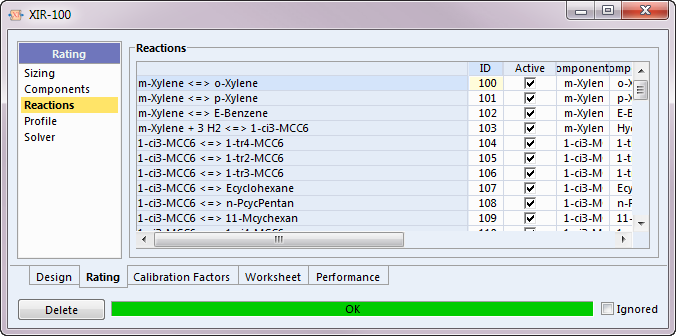 XIR-100
Rating
Sizing
Components
Reactions
Profile
Solver
Reactions
ID Active omponent omp
m-Xylene <=> o-Xylene 100 m-Xylen o-X
m-Xylene <=> p-Xylene 101 m-Xylen p-X
m-Xylene <=> E-Benzene 102 m-Xylen E-B
m-Xylene + 3 H2 <=> 1-ci3-MCC6 103 m-Xylen Hyc
1-ci3-MCC6 <=> 1-tr4-MCC6 104 1-ci3-M 1-t
1-ci3-MCC6 <=> 1-tr2-MCC6 105 1-ci3-M 1-t
1-ci3-MCC6 <=> 1-tr3-MCC6 106 1-ci3-M 1-t
1-ci3-MCC6 <=> Ecyclohexane 107 1-ci3-M Ecy
1-ci3-MCC6 <=> n-PcycPentan 108 1-ci3-M n-P
1-ci3-MCC6 <=> 11-Mcychexan 109 1-ci3-M 11-
Design Rating Calibration Factors Worksheet Performance
Delete OK Ignored